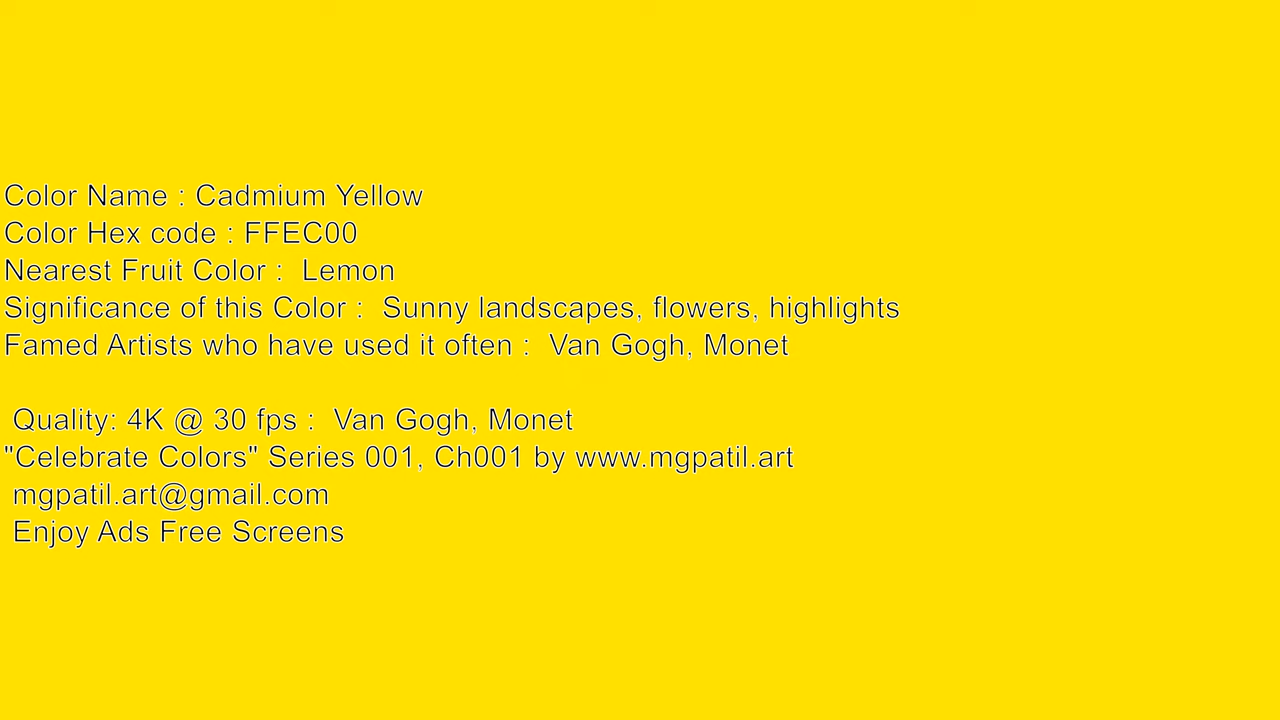 Color Name : Cadmium Yellow
Color Hex code : FFEC00
Nearest Fruit Color :  Lemon
Significance of this Color :  Sunny landscapes, flowers, highlights
Famed Artists who have used it often :  Van Gogh, Monet
Quality: 4K @ 30 fps :  Van Gogh, Monet
"Celebrate Colors" Series 001, Ch001 by www.mgpatil.art
mgpatil.art@gmail.com
Enjoy Ads Free Screens